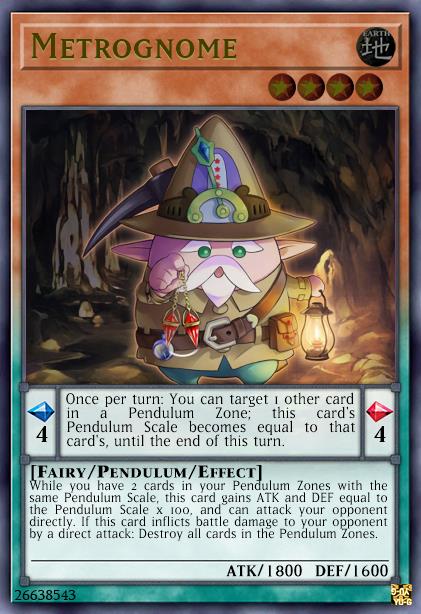 METROGNOME
EARTH
地
Once per turn: You can target 1 other card
in a Pendulum Zone; this card's
Pendulum Scale becomes equal to that
card's, until the end of this turn.
4
4
[FAIRY/PENDULUM/EFFECT]
While you have 2 cards in your Pendulum Zones with the
same Pendulum Scale, this card gains ATK and DEF equal to
the Pendulum Scale x 100, and can attack your opponent
directly. If this card inflicts battle damage to your opponent
by a direct attack: Destroy all cards in the Pendulum Zones.
ATK/1800 DEF/1600
26638543